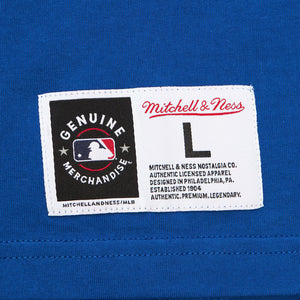 GENUINE
MERCHANDISE
MITCHELLANDNESS/MLB
Mitchell & Ness
L
MITCHELL & NESS NOSTALGIA CO.
AUTHENTIC LICENSED APPAREL
DESIGNED IN PHILADELPHIA, PA.
ESTABLISHED 1904
AUTHENTIC.PREMIUM.LEGENDARY.